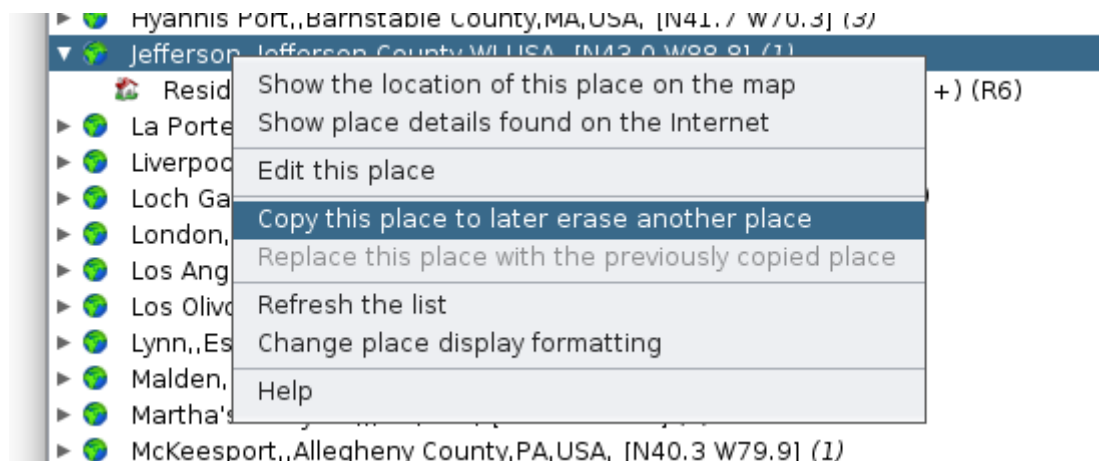 Hyannis Port,,Barnstable County,MA,USA, [N41.7 W70.3] (3)
Jefferson, Jefferson County,WI,USA, [N43.0 W88.8] (1)
Show the location of this place on the map
Resid +) (R6)
La Porte
Show place details found on the Internet
Liverpoo
Edit this place
Loch Ga
Copy this place to later erase another place
London,
Replace this place with the previously copied place
Los Ang
Los Olivo
Refresh the list
Lynn,,Es
Change place display formatting
Malden,
Help
Martha's
McKeesport,,Allegheny County,PA,USA, [N40.3 W79.9] (1)